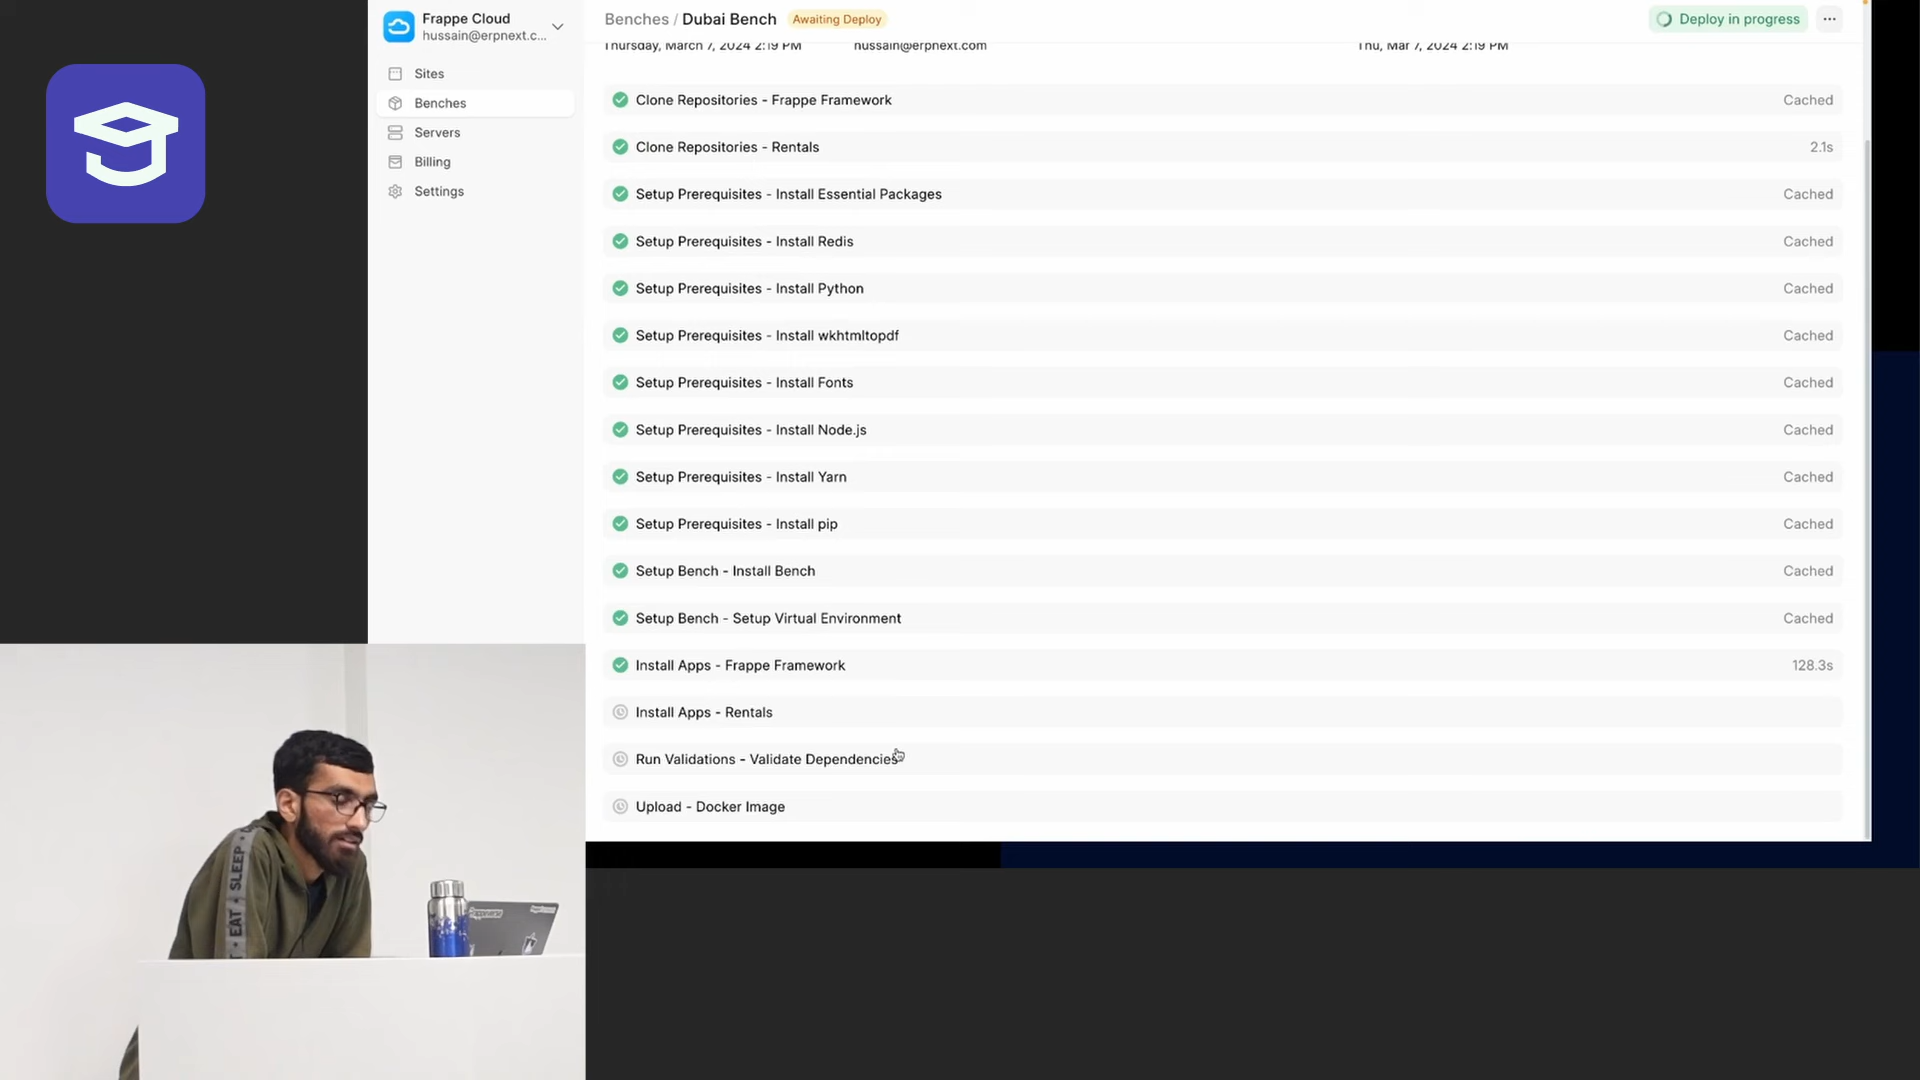 Frappe Cloud
hussain@erpnext.c...
Benches / Dubai Bench
Awaiting Deploy
Deploy in progress
Thursday, March 7, 2024 2:19 PM
hussain@erpnext.com
Thu, Mar 7, 2024 2:19 PM
Sites
Benches
Servers
Billing
Settings
Clone Repositories - Frappe Framework Cached
Clone Repositories - Rentals 2.1s
Setup Prerequisites - Install Essential Packages Cached
Setup Prerequisites - Install Redis Cached
Setup Prerequisites - Install Python Cached
Setup Prerequisites - Install wkhtmltopdf Cached
Setup Prerequisites - Install Fonts Cached
Setup Prerequisites - Install Node.js Cached
Setup Prerequisites - Install Yarn Cached
Setup Prerequisites - Install pip Cached
Setup Bench - Install Bench Cached
Setup Bench - Setup Virtual Environment Cached
Install Apps - Frappe Framework 128.3s
Install Apps - Rentals
Run Validations - Validate Dependencies
Upload - Docker Image
EAT • SLEEP